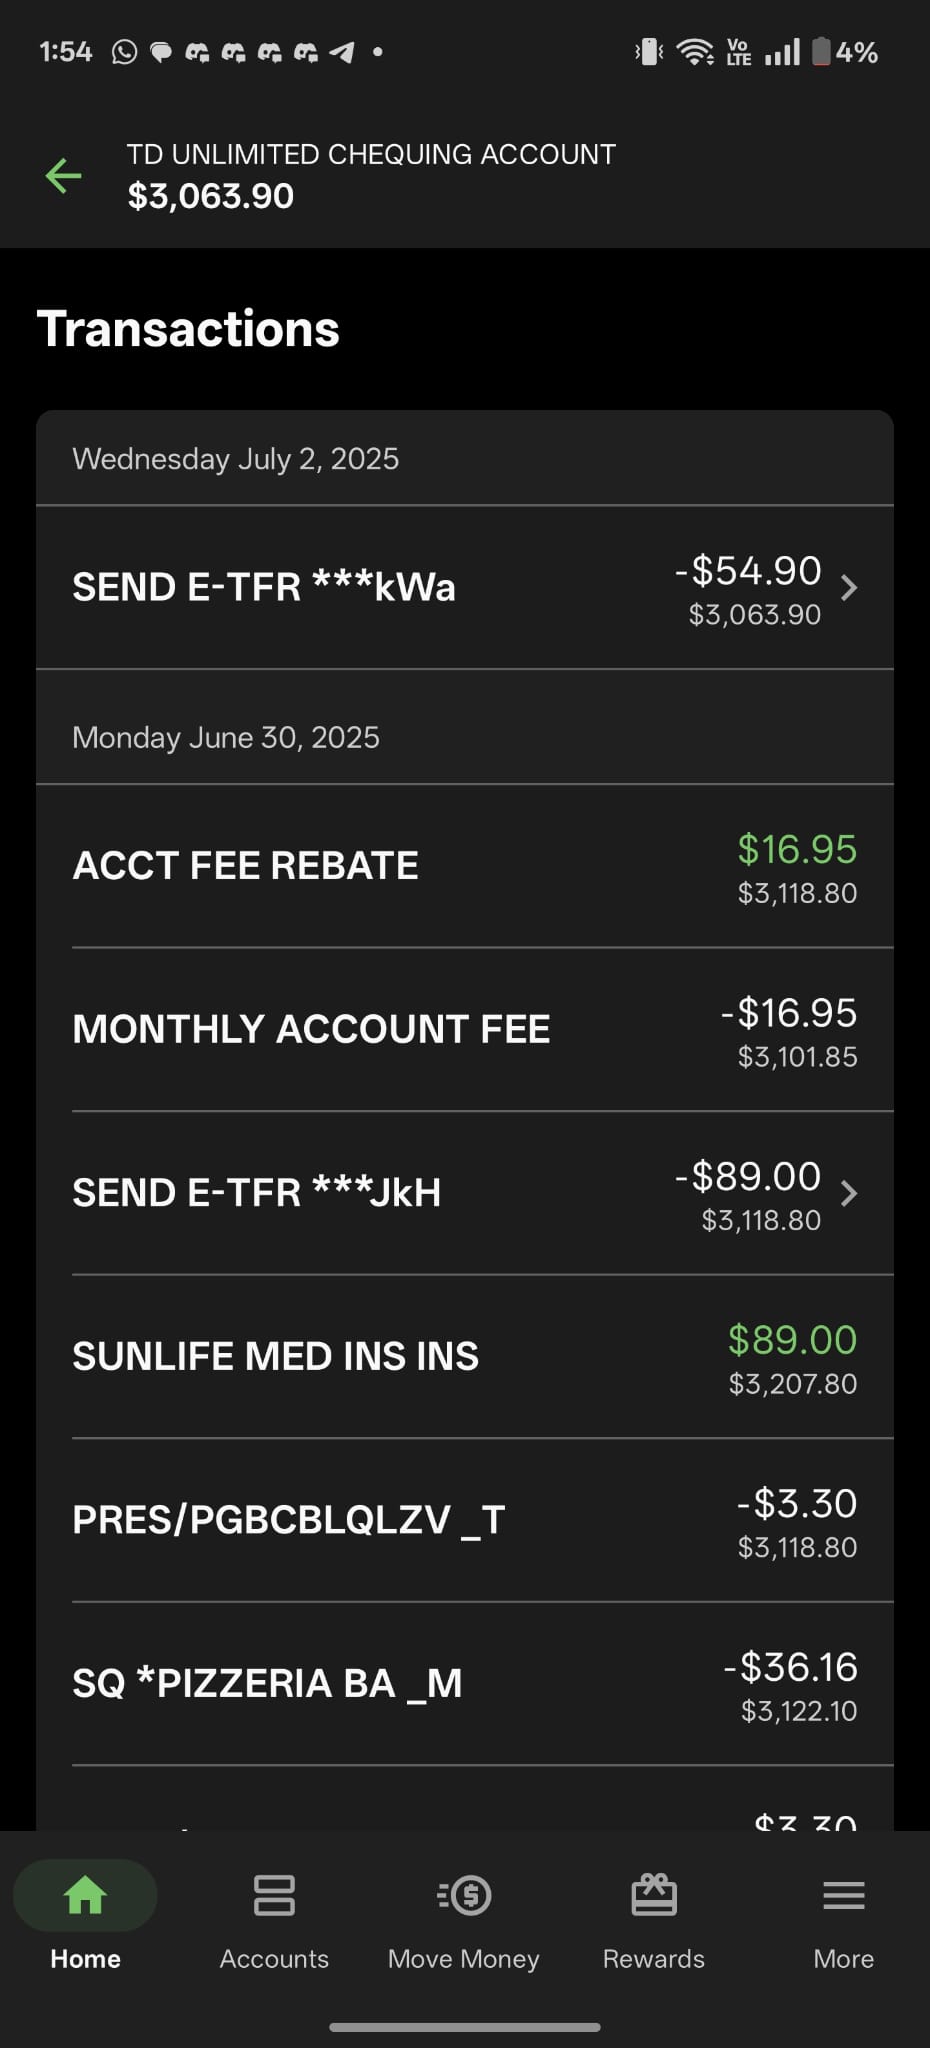 1:54
Vo LTE
4%
TD UNLIMITED CHEQUING ACCOUNT
$3,063.90
Transactions
Wednesday July 2, 2025
SEND E-TFR ***kWa -$54.90
$3,063.90
Monday June 30, 2025
ACCT FEE REBATE $16.95
$3,118.80
MONTHLY ACCOUNT FEE -$16.95
$3,101.85
SEND E-TFR ***JkH -$89.00
$3,118.80
SUNLIFE MED INS INS $89.00
$3,207.80
PRES/PGBCBLQLZV _T -$3.30
$3,118.80
SQ *PIZZERIA BA _M -$36.16
$3,122.10
$3.30
Home Accounts Move Money Rewards More